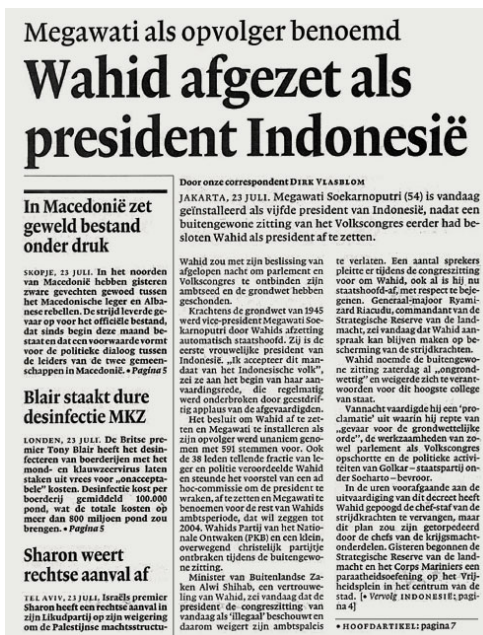 Megawati als opvolger benoemd
Wahid afgezet als
president Indonesië
In Macedonië zet
geweld bestand
onder druk
SKOPJE, 23 JULI. In het noorden
van Macedonië hebben gisteren
zware gevechten gewoed tussen
het Macedonische leger en Alba-
nese rebellen. De strijd leverde ge-
vaar op voor het officiële bestand,
dat sinds begin deze maand be-
staat en dat een voorwaarde vormt
voor de politieke dialoog tussen
de leiders van de twee gemeen-
schappen in Macedonië. • Pagina 5
Blair staakt dure
desinfectie MKZ
LONDEN, 23 JULI. De Britse pre-
mier Tony Blair heeft het desin-
fecteren van boerderijen met het
mond- en klauwzeervirus laten
staken uit vrees voor „onaccepta-
bele” kosten. Desinfectie kost per
boerderij gemiddeld 100.000
pond, wat de totale kosten op
meer dan 800 miljoen pond zou
brengen. • Pagina 5
Sharon weert
rechtse aanval af
TEL AVIV, 23 JULI. Israëls premier
Sharon heeft een rechtse aanval in
zijn Likudpartij op zijn weigering
om de Palestijnse machtsstructu-
Door onze correspondent DIRK VLASBLOM
JAKARTA, 23 JULI. Megawati Soekarnoputri (54) is vandaag
geïnstalleerd als vijfde president van Indonesië, nadat een
buitengewone zitting van het Volkscongres eerder had be-
sloten Wahid als president af te zetten.
Wahid zou met zijn beslissing van
afgelopen nacht om parlement en
Volkscongres te ontbinden zijn
ambtseed en de grondwet hebben
geschonden.
Krachtens de grondwet van 1945
werd vice-president Megawati Soe-
karnoputri door Wahids afzetting
automatisch staatshoofd. Zij is de
eerste vrouwelijke president van
Indonesië. „Ik accepteer dit man-
daat van het Indonesische volk”,
zei ze aan het begin van haar aan-
vaardingsrede, die regelmatig
werd onderbroken door geestdrif-
tig applaus van de afgevaardigden.
Het besluit om Wahid af te zet-
ten en Megawati te installeren als
zijn opvolger werd unaniem geno-
men met 591 stemmen voor. Ook
de 38 leden tellende fractie van le-
ger en politie veroordeelde Wahid
en steunde het voorstel van een ad
hoc-commissie om de president te
wraken, af te zetten en Megawati te
benoemen voor de rest van Wahids
ambtsperiode, dat wil zeggen tot
2004. Wahids Partij van het Natio-
nale Ontwaken (PKB) en een klein,
overwegend christelijk partijtje
ontbraken tijdens de buitengewo-
ne zitting.
Minister van Buitenlandse Za-
ken Alwi Shihab, een vertrouwe-
ling van Wahid, zei vandaag dat de
president de congreszitting van
vandaag als 'illegaal' beschouwt en
daarom weigert zijn ambtspaleis
te verlaten. Een aantal sprekers
pleitte er tijdens de congreszitting
voor om Wahid, ook al is hij nu
staatshoofd-af, met respect te beje-
genen. Generaal-majoor Ryami-
zard Riacudu, commandant van de
Strategische Reserve van de land-
macht, zei vandaag dat Wahid aan-
spraak kan blijven maken op be-
scherming van de strijdkrachten.
Wahid noemde de buitengewo-
ne zitting zaterdag al „ongrond-
wettig” en weigerde zich te verant-
woorden voor dit hoogste college
van staat.
Vannacht vaardigde hij een 'pro-
clamatie' uit waarin hij repte van
„gevaar voor de grondwettelijke
orde”, de werkzaamheden van zo-
wel parlement als Volkscongres
opschortte en de politieke activi-
teiten van Golkar – staatspartij on-
der Soeharto – bevroor.
In de uren voorafgaande aan de
uitvaardiging van dit decreet heeft
Wahid gepoogd de chef-staf van de
strijdkrachten te vervangen, maar
dit plan zou zijn getorpedeerd
door de chefs van de krijgsmacht-
onderdelen. Gisteren begonnen de
Strategische Reserve van de land-
macht en het Corps Mariniers een
paraatheidsoefening op het Vrij-
heidsplein in het centrum van de
stad. [• Vervolg INDONESIË: pagi-
na 4]
• HOOFDARTIKEL: pagina 7